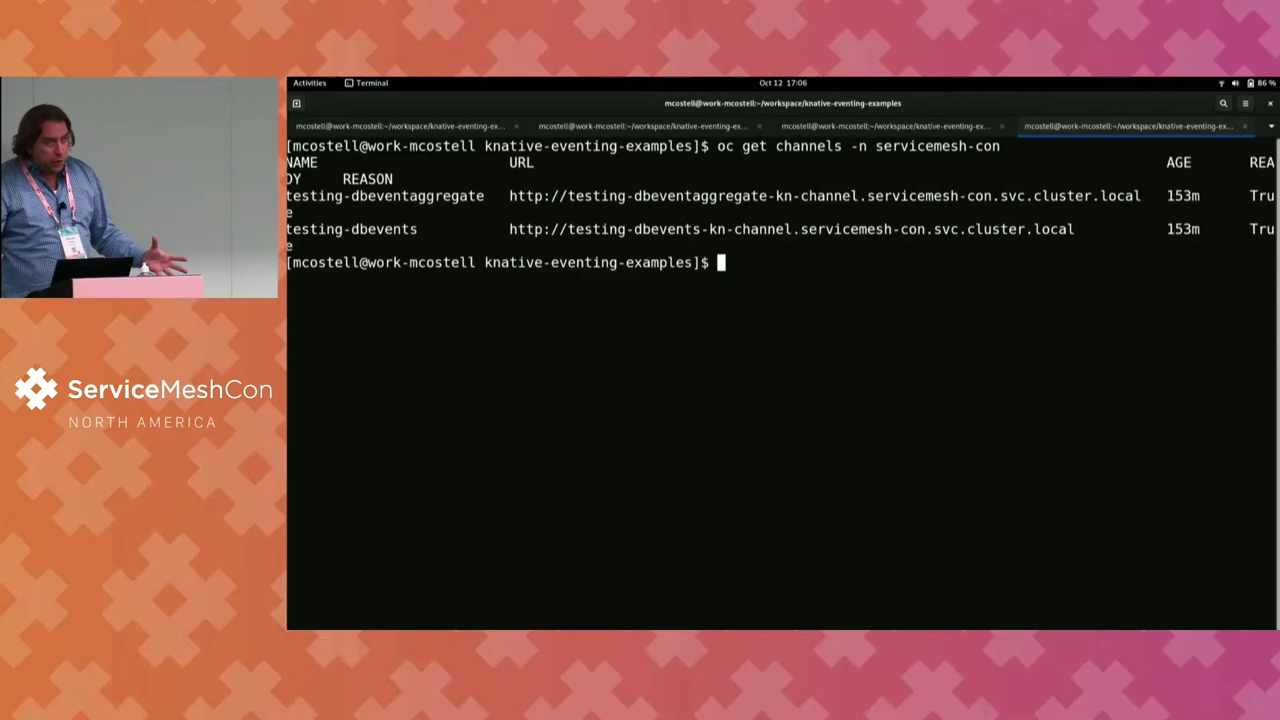 Activities
Terminal
Oct 12 17:06
86 %
mcostell@work-mcostell:~/workspace/knative-eventing-examples
mcostell@work-mcostell:~/workspace/knative-eventing-ex...
mcostell@work-mcostell:~/workspace/knative-eventing-ex...
mcostell@work-mcostell:~/workspace/knative-eventing-ex...
mcostell@work-mcostell:~/workspace/knative-eventing-ex...
[mcostell@work-mcostell knative-eventing-examples]$ oc get channels -n servicemesh-con
NAME URL AGE REA
DY REASON
testing-dbeventaggregate http://testing-dbeventaggregate-kn-channel.servicemesh-con.svc.cluster.local 153m Tru
e
testing-dbevents http://testing-dbevents-kn-channel.servicemesh-con.svc.cluster.local 153m Tru
e
[mcostell@work-mcostell knative-eventing-examples]$
ServiceMeshCon
NORTH AMERICA